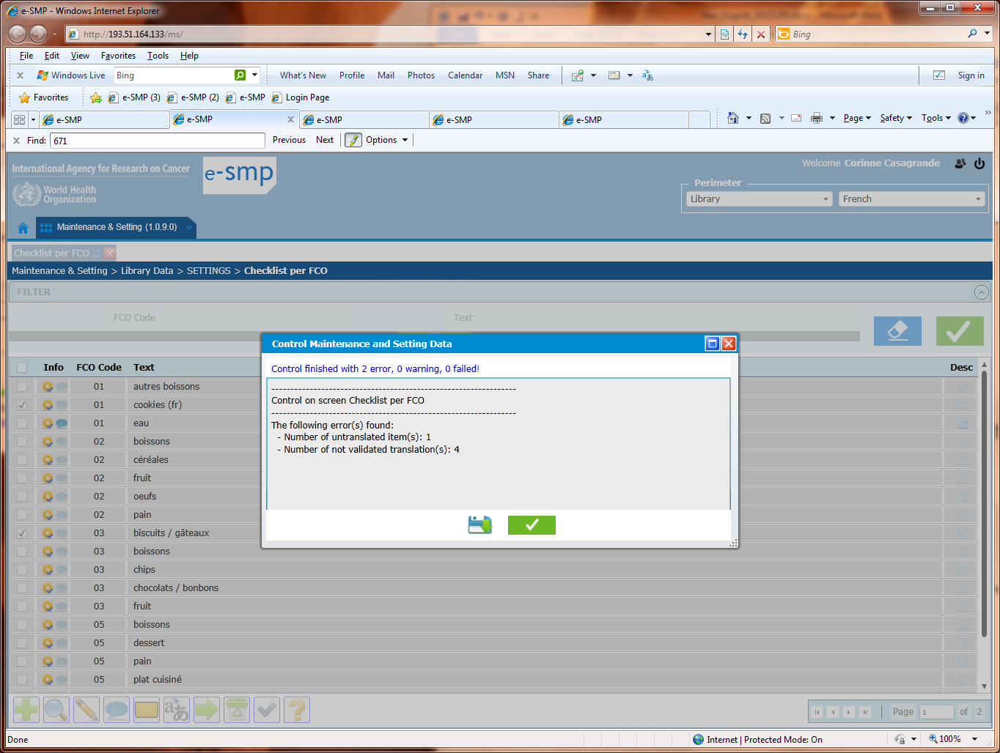 e-SMP - Windows Internet Explorer
http://193.51.164.133/ms/
Bing
File Edit View Favorites Tools Help
Windows Live Bing What's New Profile Mail Photos Calendar MSN Share Sign in
Favorites e-SMP (3) e-SMP (2) e-SMP Login Page
e-SMP e-SMP e-SMP e-SMP e-SMP Page Safety Tools
Find: 671 Previous Next Options
International Agency for Research on Cancer
World Health
Organization
e-smp
Welcome Corinne Casagrande
Perimeter
Library French
Maintenance & Setting (1.0.9.0)
Checklist per FCO
Maintenance & Setting > Library Data > SETTINGS > Checklist per FCO
FILTER
FCO Code Text
Control Maintenance and Setting Data
Control finished with 2 error, 0 warning, 0 failed!
----------------------------------------------------------------
Control on screen Checklist per FCO
----------------------------------------------------------------
The following error(s) found:
- Number of untranslated item(s): 1
- Number of not validated translation(s): 4
Info FCO Code Text Desc
01 autres boissons
01 cookies (fr)
01 eau
02 boissons
02 céréales
02 fruit
02 oeufs
02 pain
03 biscuits / gâteaux
03 boissons
03 chips
03 chocolats / bonbons
03 fruit
05 boissons
05 dessert
05 pain
05 plat cuisiné
Page 1 of 2
Done Internet | Protected Mode: On 100%